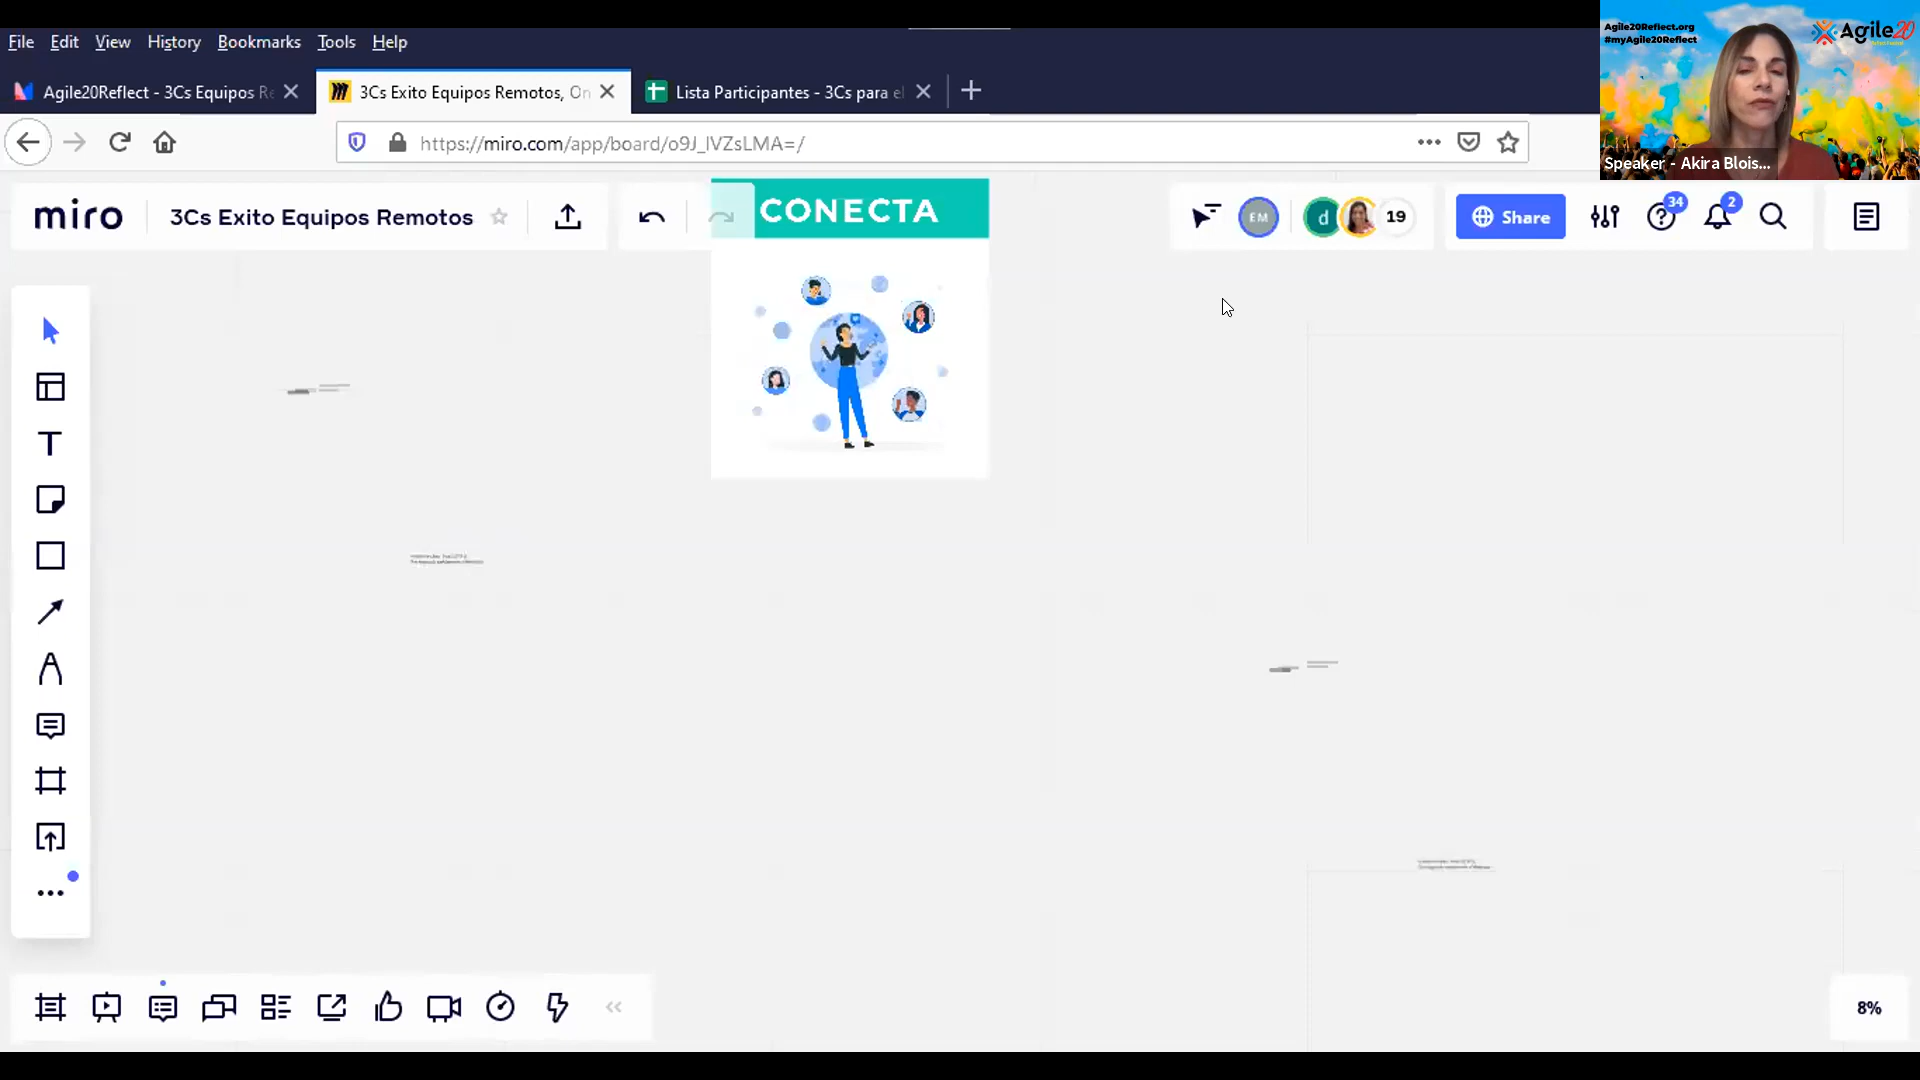 Agile20Reflect.org
#myAgile20Reflect
Agile20
Speaker - Akira Blois...
File Edit View History Bookmarks Tools Help
Agile20Reflect - 3Cs Equipos Re
3Cs Exito Equipos Remotos, On
Lista Participantes - 3Cs para el
https://miro.com/app/board/o9J_lVZsLMA=/
miro
3Cs Exito Equipos Remotos
CONECTA
EM
d
19
Share
34
2
8%